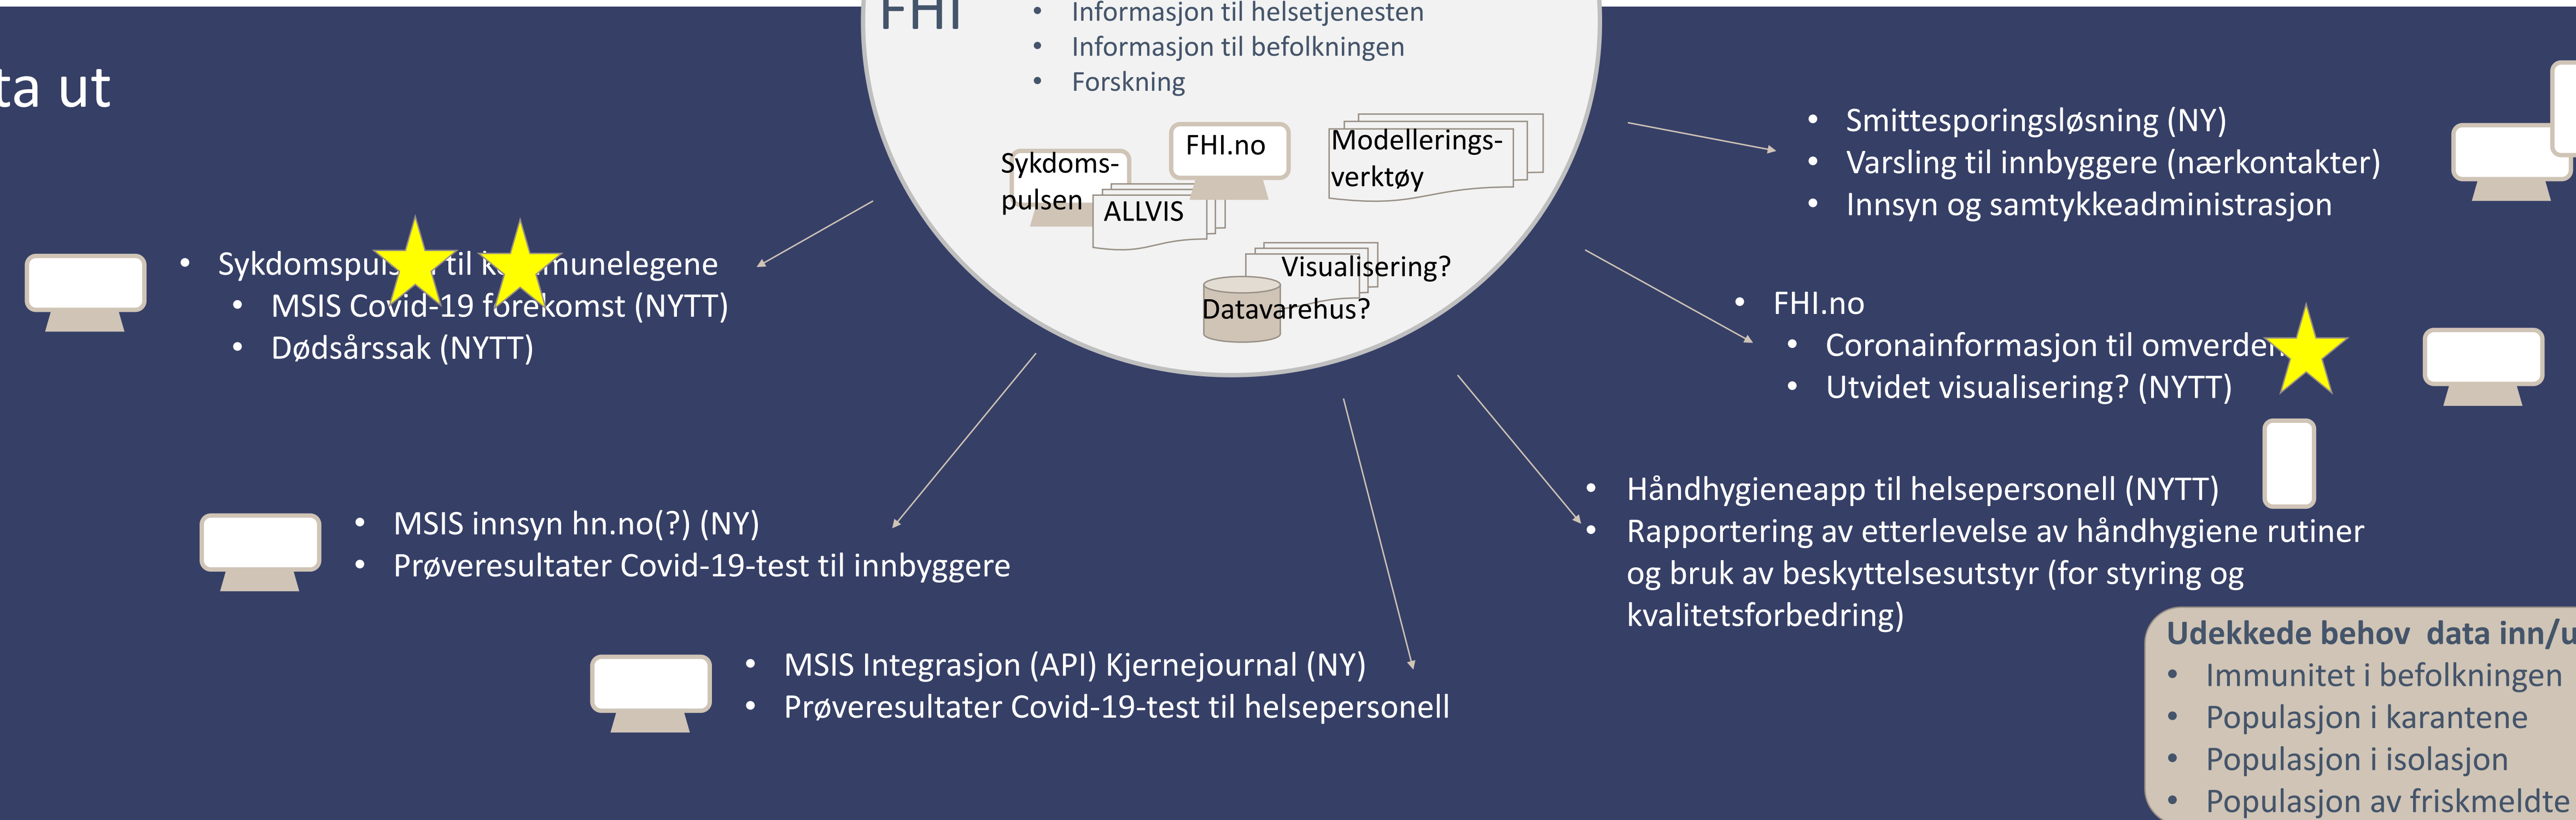 FHI
• Informasjon til helsetjenesten
• Informasjon til befolkningen
• Forskning
ta ut
Sykdoms-
pulsen
FHI.no
ALLVIS
Modellerings-
verktøy
Visualisering?
Datavarehus?
• Smittesporingsløsning (NY)
• Varsling til innbyggere (nærkontakter)
• Innsyn og samtykkeadministrasjon
• Sykdomspulsen til kommunelegene
• MSIS Covid-19 forekomst (NYTT)
• Dødsårssak (NYTT)
• FHI.no
• Coronainformasjon til omverden
• Utvidet visualisering? (NYTT)
• MSIS innsyn hn.no(?) (NY)
• Prøveresultater Covid-19-test til innbyggere
• Håndhygieneapp til helsepersonell (NYTT)
• Rapportering av etterlevelse av håndhygiene rutiner
og bruk av beskyttelsesutstyr (for styring og
kvalitetsforbedring)
• MSIS Integrasjon (API) Kjernejournal (NY)
• Prøveresultater Covid-19-test til helsepersonell
Udekkede behov  data inn/u
• Immunitet i befolkningen
• Populasjon i karantene
• Populasjon i isolasjon
• Populasjon av friskmeldte